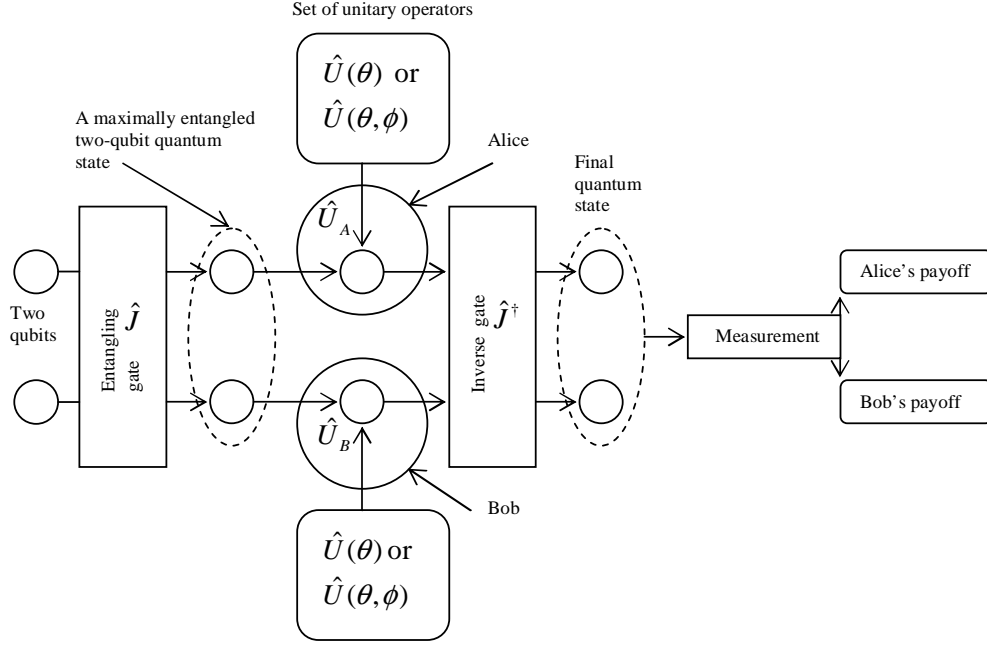 Set of unitary operators
Û(θ) or
Û(θ,ϕ)
A maximally entangled
two-qubit quantum
state
Alice
Final
quantum
state
Û_A
Two
qubits
Entangling
gate
Ĵ
Inverse gate
Ĵ†
Alice's payoff
Measurement
Bob's payoff
Û_B
Bob
Û(θ) or
Û(θ,ϕ)